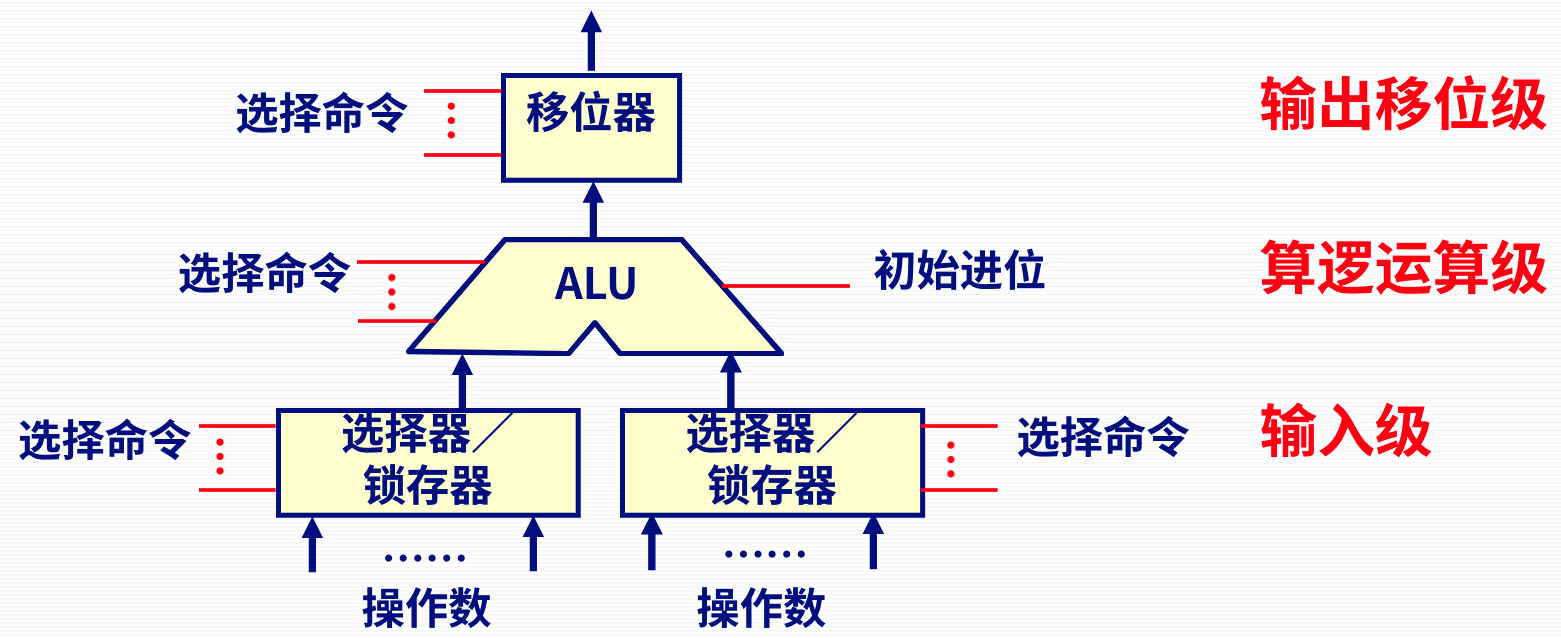 选择命令
移位器
输出移位级
选择命令
ALU
初始进位
算逻运算级
选择命令
选择器／
锁存器
选择器／
锁存器
选择命令
输入级
……
……
操作数
操作数